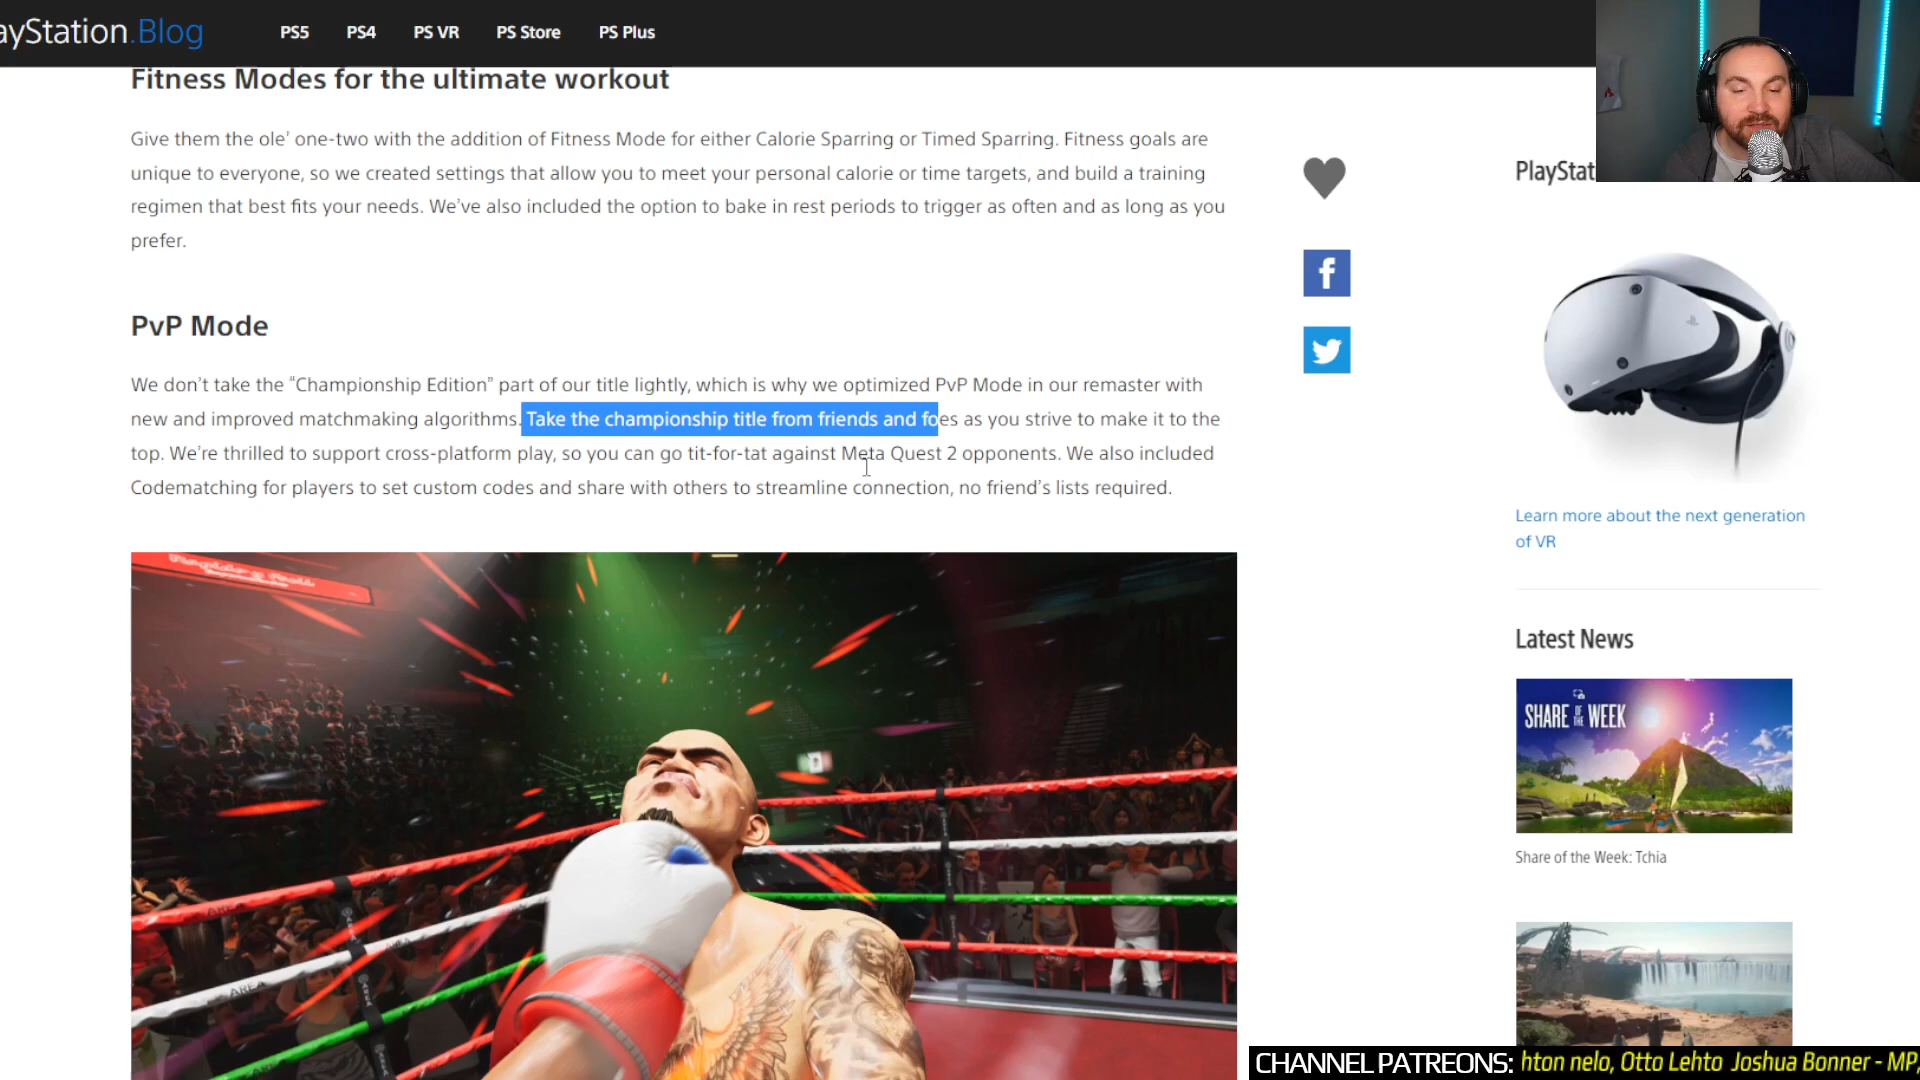 ayStation.Blog
PS5 PS4 PS VR PS Store PS Plus
Fitness Modes for the ultimate workout
Give them the ole’ one-two with the addition of Fitness Mode for either Calorie Sparring or Timed Sparring. Fitness goals are
unique to everyone, so we created settings that allow you to meet your personal calorie or time targets, and build a training
regimen that best fits your needs. We’ve also included the option to bake in rest periods to trigger as often and as long as you
prefer.
PvP Mode
We don’t take the “Championship Edition” part of our title lightly, which is why we optimized PvP Mode in our remaster with
new and improved matchmaking algorithms. Take the championship title from friends and foes as you strive to make it to the
top. We’re thrilled to support cross-platform play, so you can go tit-for-tat against Meta Quest 2 opponents. We also included
Codematching for players to set custom codes and share with others to streamline connection, no friend’s lists required.
AREA
PlayStat
Learn more about the next generation
of VR
Latest News
SHARE OF THE WEEK
Share of the Week: Tchia
CHANNEL PATREONS: hton nelo, Otto Lehto Joshua Bonner - MP,